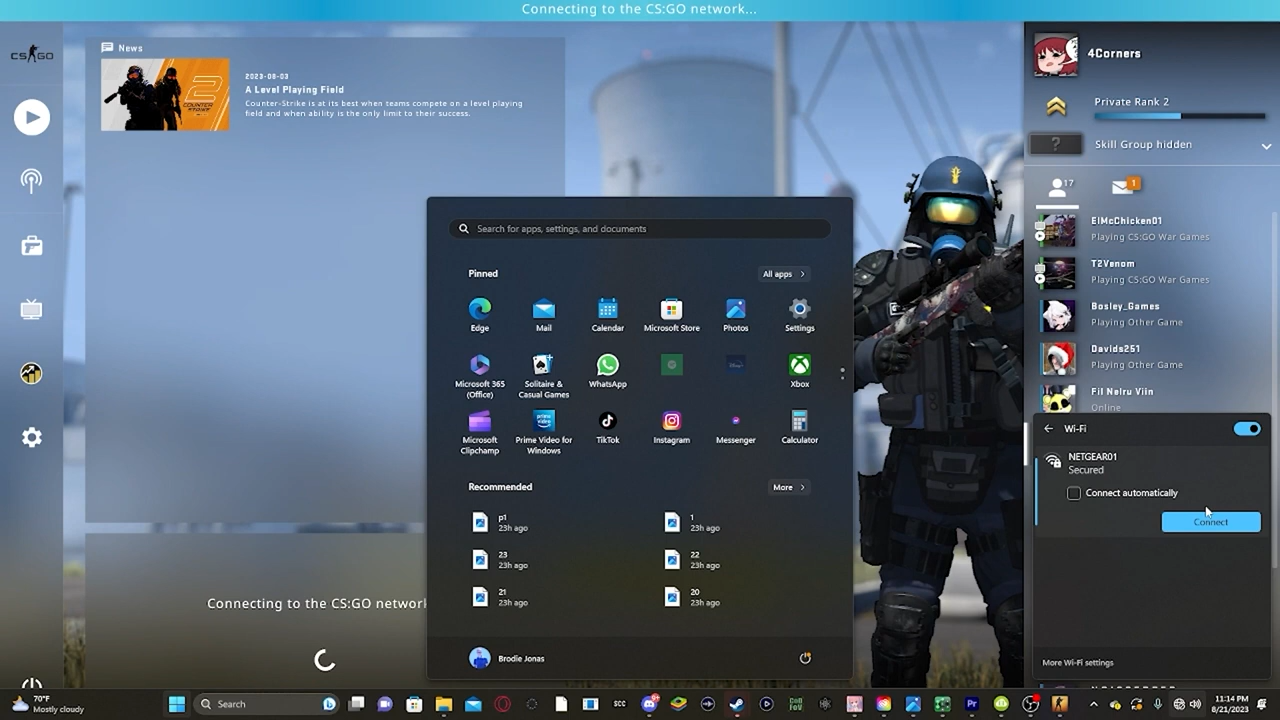 Connecting to the CS:GO network...
CS GO
News
2023-08-03
A Level Playing Field
Counter-Strike is at its best when teams compete on a level playing
field and when ability is the only limit to their success.
2
COUNTER
STRIKE
4Corners
Private Rank 2
?
Skill Group hidden
17
1
ElMcChicken01
Playing CS:GO War Games
T2Venom
Playing CS:GO War Games
Bosley_Games
Playing Other Game
Davids251
Playing Other Game
Fil Nelru Viin
Online
Search for apps, settings, and documents
Pinned
All apps
Edge
Mail
Calendar
Microsoft Store
Photos
Settings
Microsoft 365
(Office)
Solitaire &
Casual Games
WhatsApp
Xbox
Microsoft
Clipchamp
prime
video
Prime Video for
Windows
TikTok
Instagram
Messenger
Calculator
Recommended
More
p1
23h ago
1
23h ago
23
23h ago
22
23h ago
21
23h ago
20
23h ago
Brodie Jonas
Connecting to the CS:GO network
Wi-Fi
NETGEAR01
Secured
Connect automatically
Connect
More Wi-Fi settings
70°F
Mostly cloudy
Search
SCC
Pr
11:14 PM
8/21/2023